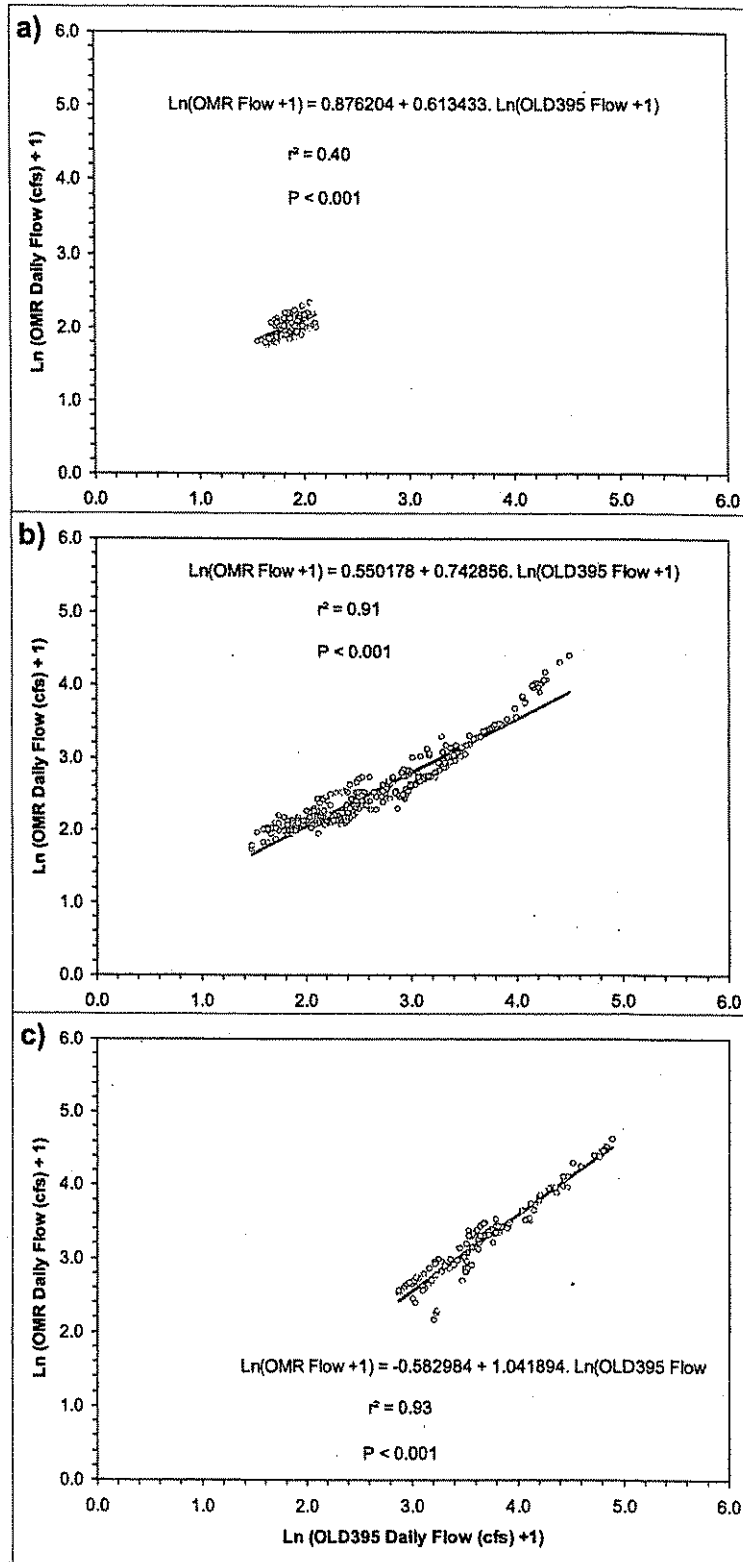 a)
6.0
Ln(OMR Flow +1) = 0.876204 + 0.613433. Ln(OLD395 Flow +1)
5.0
r² = 0.40
4.0
P < 0.001
3.0
2.0
1.0
0.0
0.0 1.0 2.0 3.0 4.0 5.0 6.0
Ln (OMR Daily Flow (cfs) + 1)
b)
6.0
Ln(OMR Flow +1) = 0.550178 + 0.742856. Ln(OLD395 Flow +1)
5.0
r² = 0.91
P < 0.001
4.0
3.0
2.0
1.0
0.0
0.0 1.0 2.0 3.0 4.0 5.0 6.0
Ln (OMR Daily Flow (cfs) + 1)
c)
6.0
5.0
4.0
3.0
2.0
Ln(OMR Flow +1) = -0.582984 + 1.041894. Ln(OLD395 Flow
1.0
r² = 0.93
P < 0.001
0.0
0.0 1.0 2.0 3.0 4.0 5.0 6.0
Ln (OMR Daily Flow (cfs) + 1)
Ln (OLD395 Daily Flow (cfs) +1)